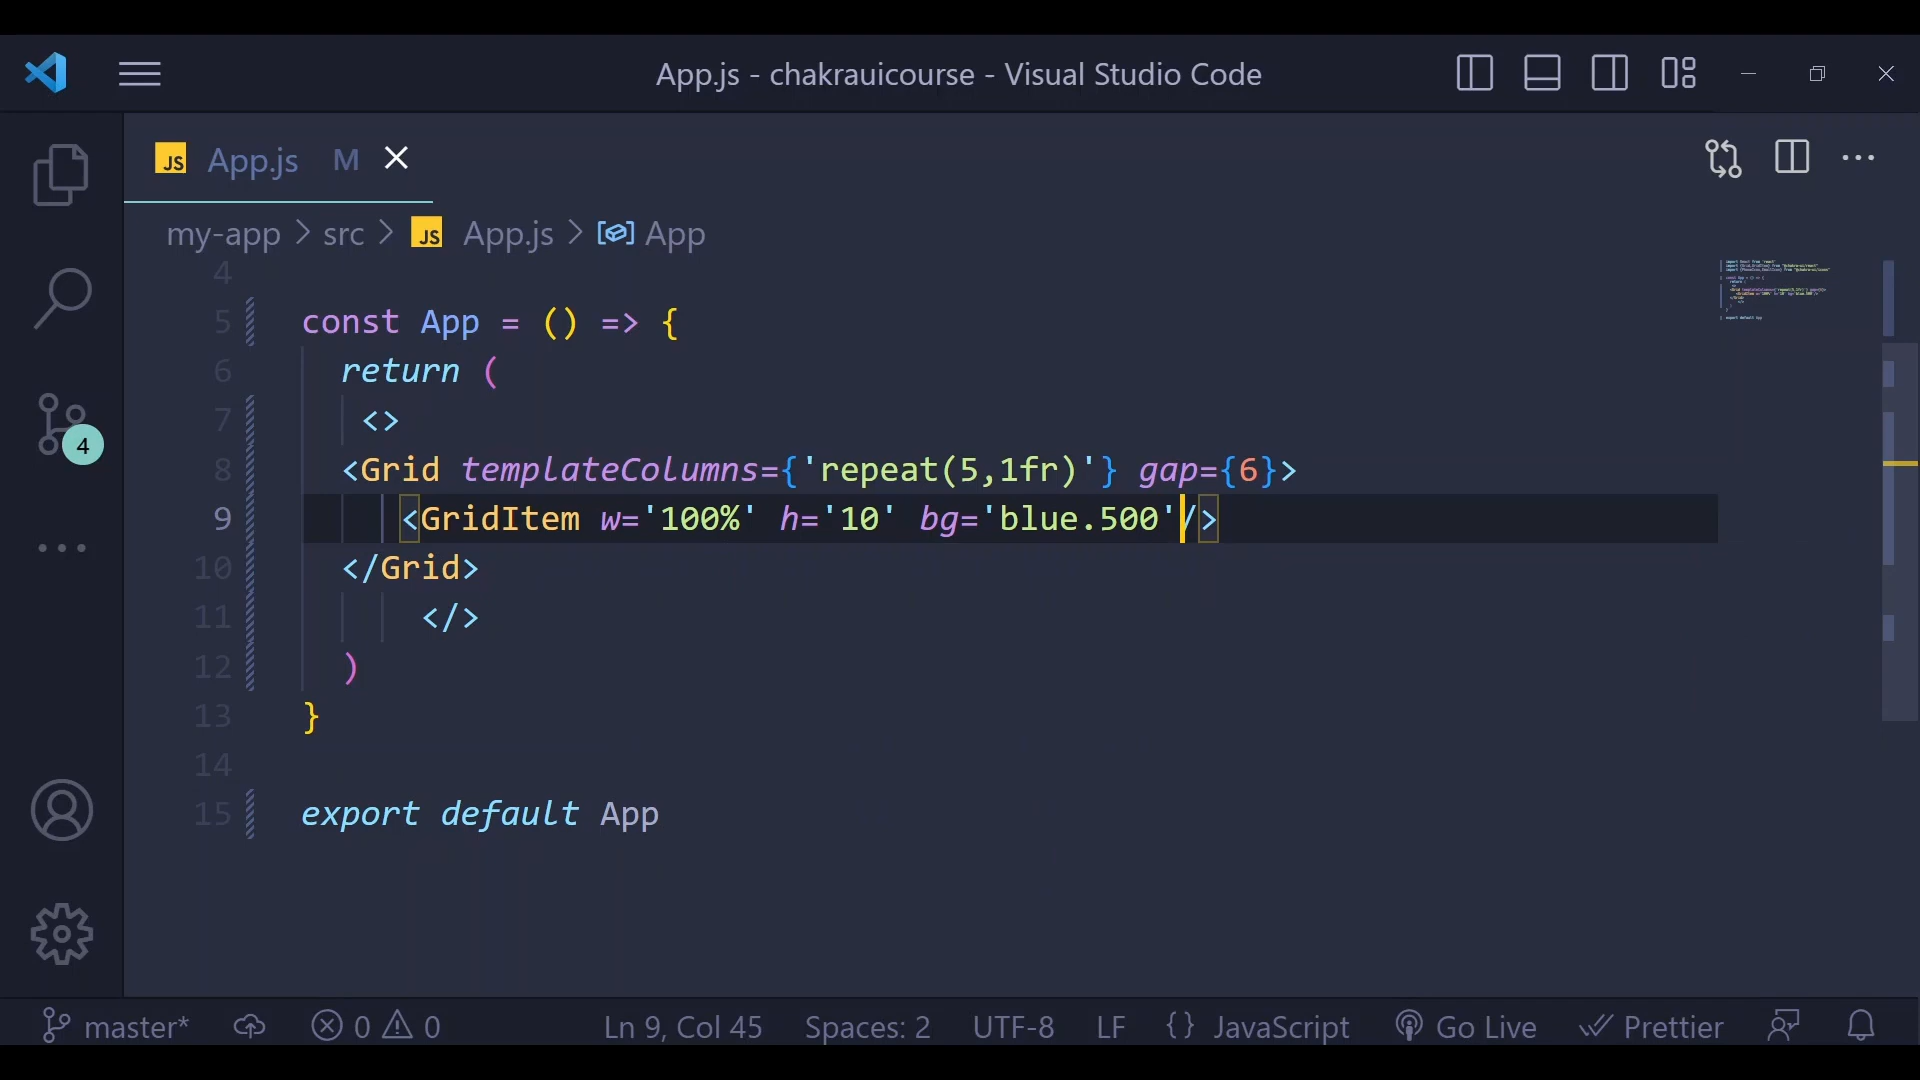 App.js - chakrauicourse - Visual Studio Code
JS App.js M
my-app > src > JS App.js > App
4
5 const App = () => {
6 return (
7 <>
8 <Grid templateColumns={'repeat(5,1fr)'} gap={6}>
9 <GridItem w='100%' h='10' bg='blue.500'/>
10 </Grid>
11 </>
12 )
13 }
14
15 export default App
4
master* 0 0 Ln 9, Col 45 Spaces: 2 UTF-8 LF {} JavaScript Go Live Prettier